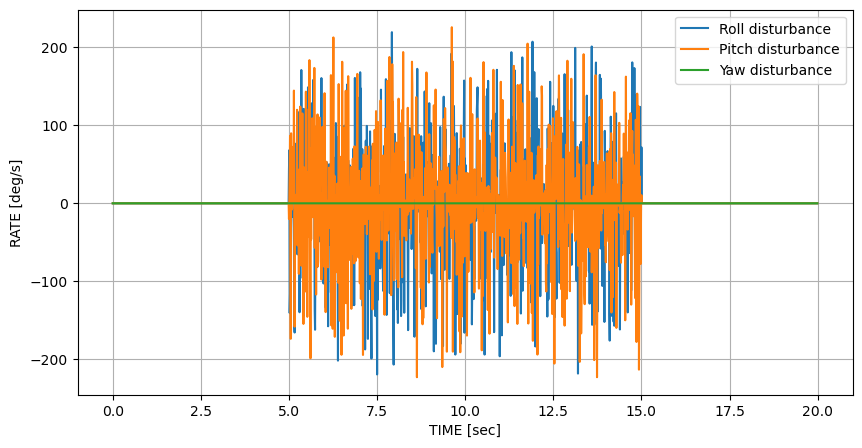 Roll disturbance
Pitch disturbance
Yaw disturbance
RATE [deg/s]
200
100
0
−100
−200
0.0 2.5 5.0 7.5 10.0 12.5 15.0 17.5 20.0
TIME [sec]